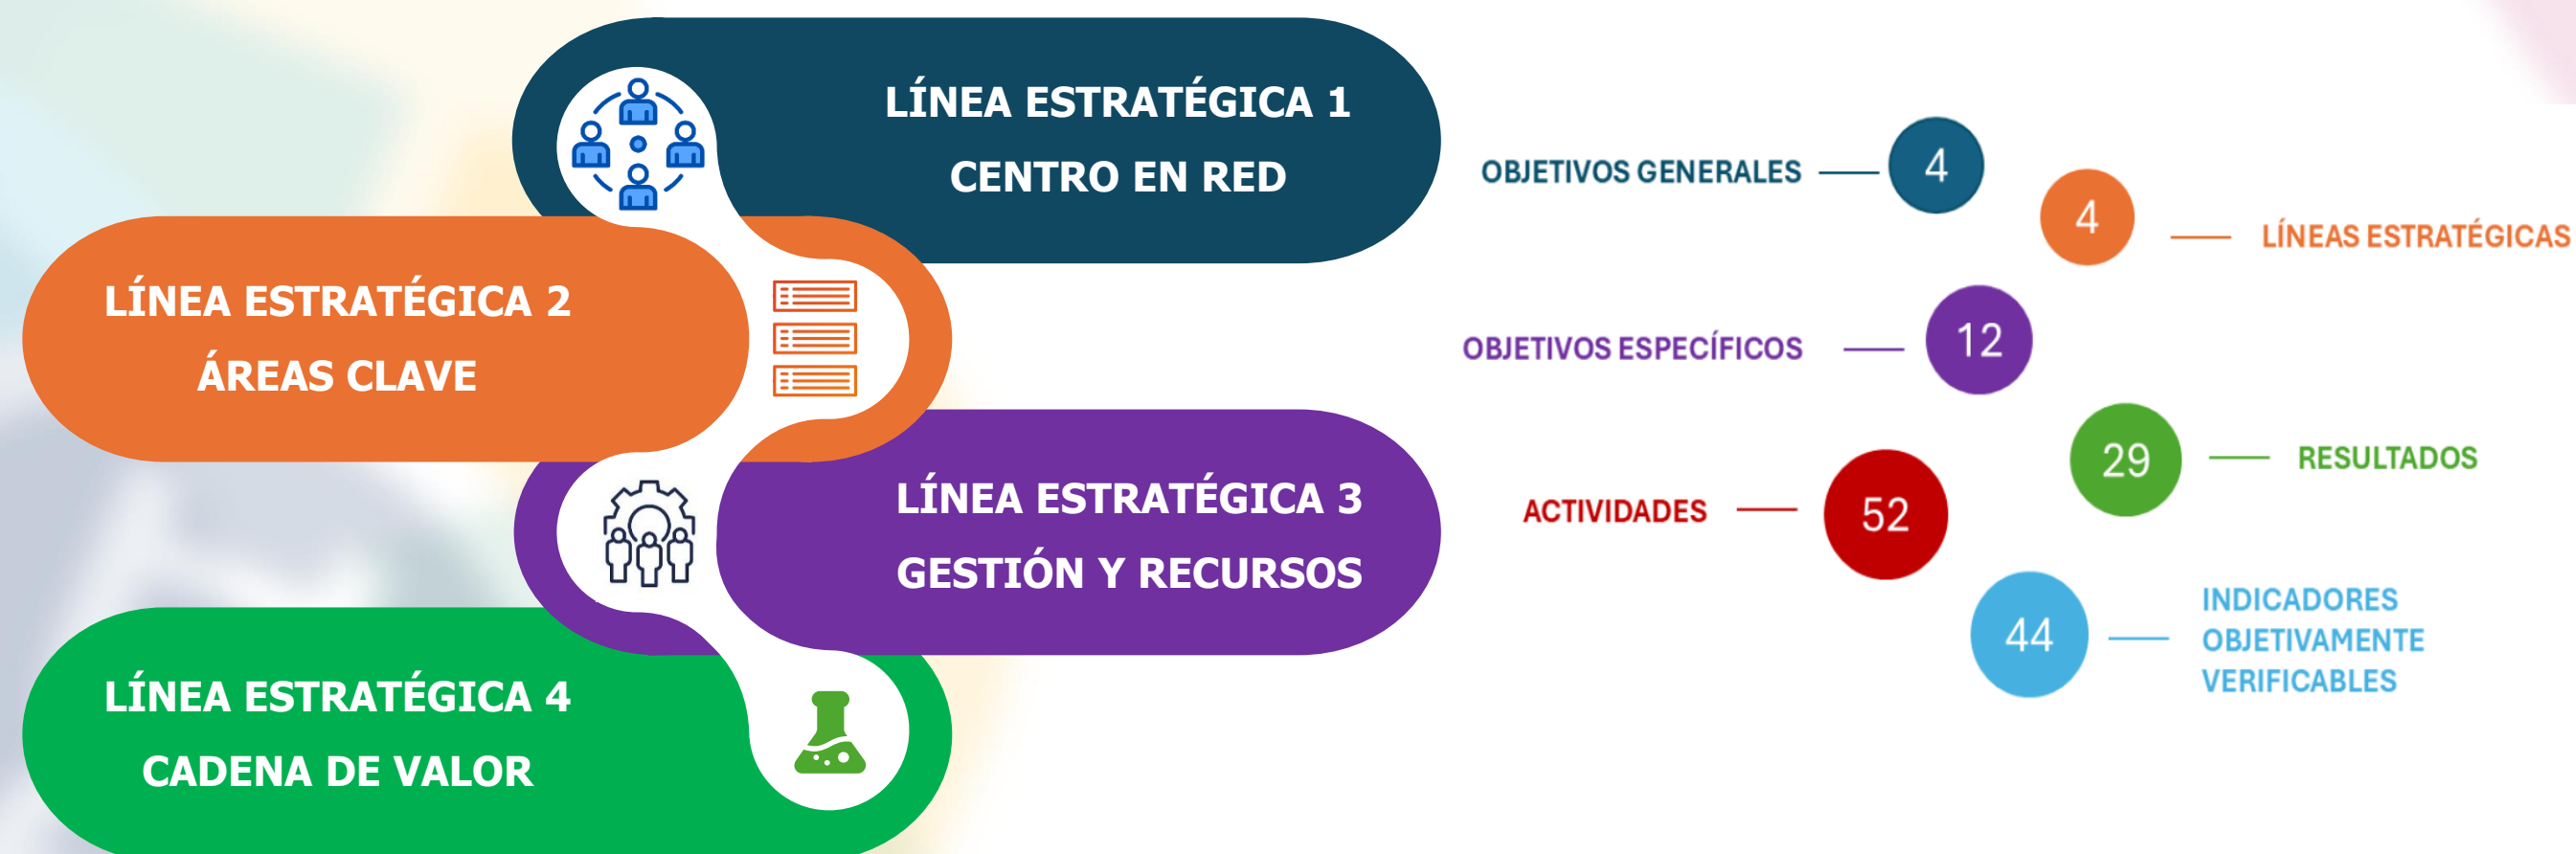 LÍNEA ESTRATÉGICA 1
CENTRO EN RED
LÍNEA ESTRATÉGICA 2
ÁREAS CLAVE
LÍNEA ESTRATÉGICA 3
GESTIÓN Y RECURSOS
LÍNEA ESTRATÉGICA 4
CADENA DE VALOR
OBJETIVOS GENERALES 4
4 LÍNEAS ESTRATÉGICAS
OBJETIVOS ESPECÍFICOS 12
29 RESULTADOS
ACTIVIDADES 52
44 INDICADORES
OBJETIVAMENTE
VERIFICABLES